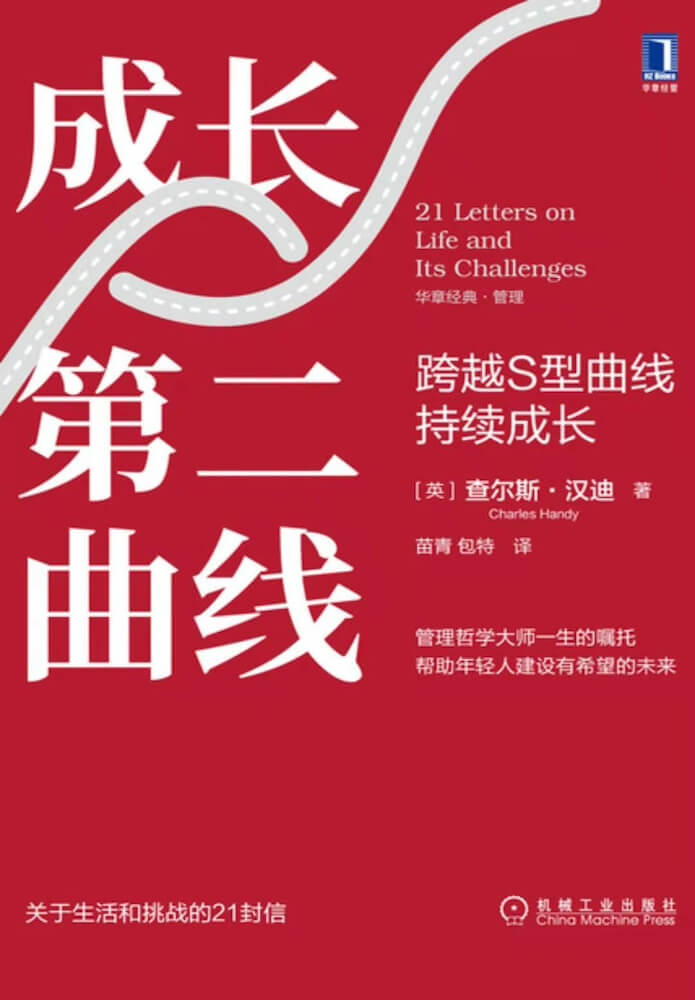 成长
第二
曲线
HZ Books
华章经管
21 Letters on
Life and
Its Challenges
华章经典·管理
跨越S型曲线
持续成长
[英] 查尔斯·汉迪 著
Charles Handy
苗青 包特 译
管理哲学大师一生的嘱托
帮助年轻人建设有希望的未来
关于生活和挑战的21封信
机械工业出版社
China Machine Press